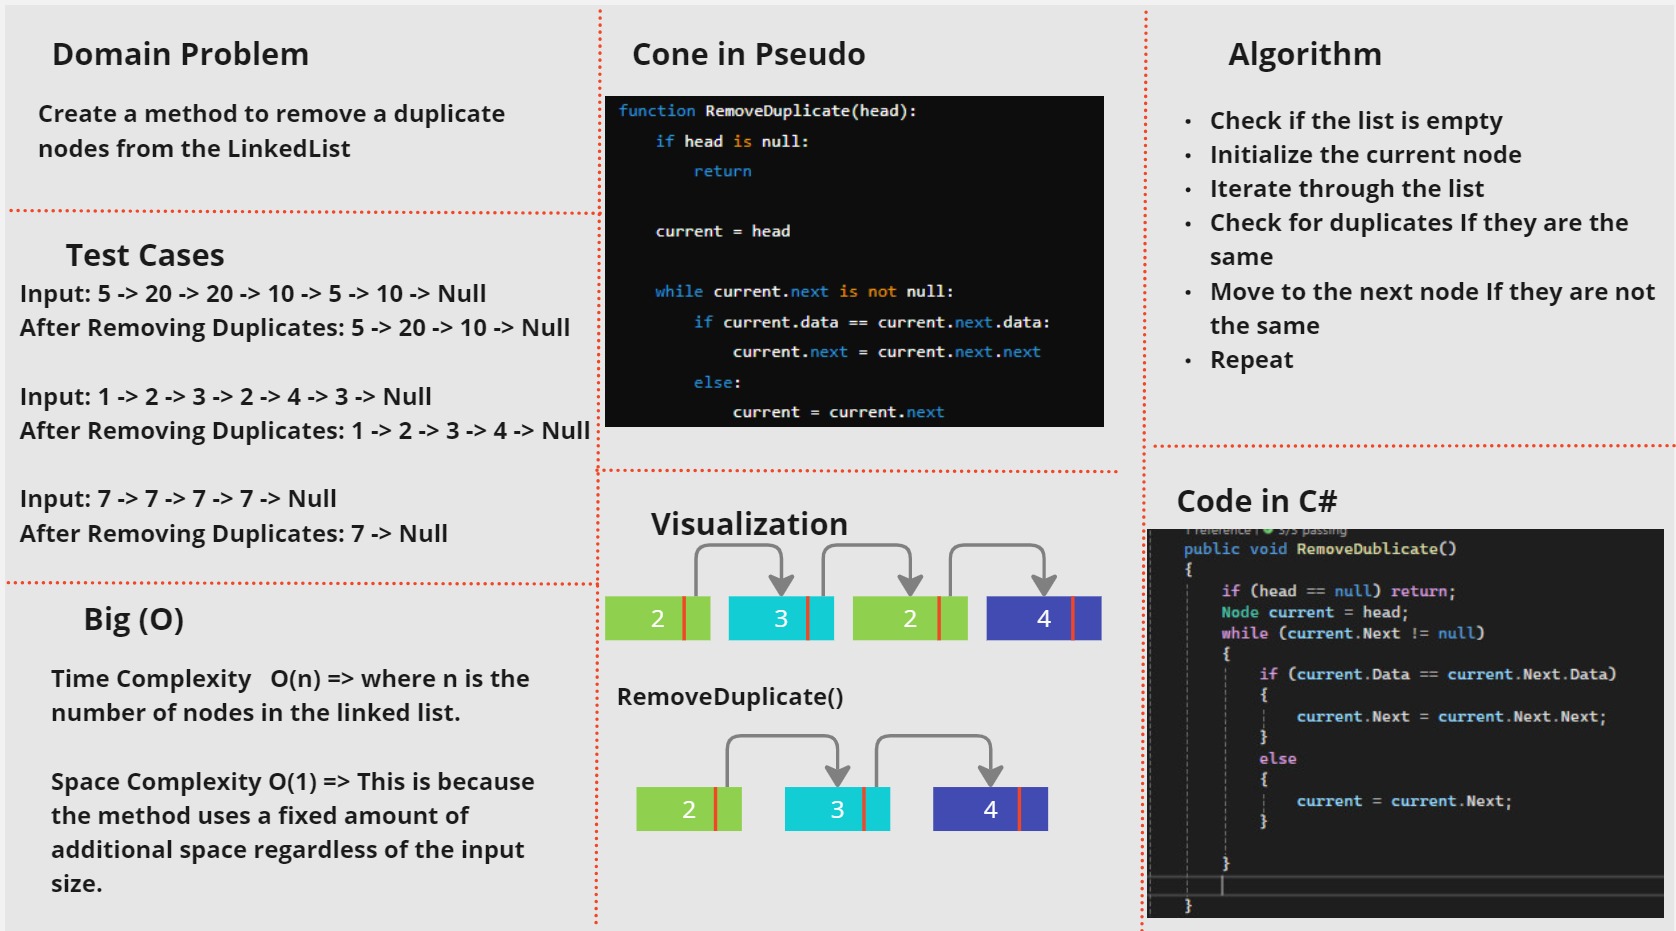 Domain Problem
Create a method to remove a duplicate
nodes from the LinkedList
Test Cases
Input: 5 -> 20 -> 20 -> 10 -> 5 -> 10 -> Null
After Removing Duplicates: 5 -> 20 -> 10 -> Null
Input: 1 -> 2 -> 3 -> 2 -> 4 -> 3 -> Null
After Removing Duplicates: 1 -> 2 -> 3 -> 4 -> Null
Input: 7 -> 7 -> 7 -> 7 -> Null
After Removing Duplicates: 7 -> Null
Big (O)
Time Complexity   O(n) => where n is the
number of nodes in the linked list.
Space Complexity O(1) => This is because
the method uses a fixed amount of
additional space regardless of the input
size.
Cone in Pseudo
function RemoveDuplicate(head):
    if head is null:
        return
    current = head
    while current.next is not null:
        if current.data == current.next.data:
            current.next = current.next.next
        else:
            current = current.next
Visualization
2 3 2 4
RemoveDuplicate()
2 3 4
Algorithm
• Check if the list is empty
• Initialize the current node
• Iterate through the list
• Check for duplicates If they are the
same
• Move to the next node If they are not
the same
• Repeat
Code in C#
1 reference | 3/3 passing
public void RemoveDublicate()
{
    if (head == null) return;
    Node current = head;
    while (current.Next != null)
    {
        if (current.Data == current.Next.Data)
        {
            current.Next = current.Next.Next;
        }
        else
        {
            current = current.Next;
        }
    }
}